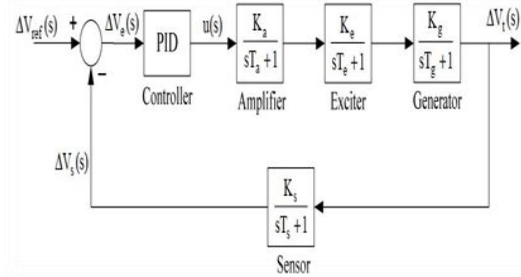 ΔV_ref(s) + ΔV_e(s) PID u(s) K_a K_e K_g ΔV_t(s)
− sT_a+1 sT_e+1 sT_g+1
Controller Amplifier Exciter Generator
ΔV_s(s)
K_s
sT_s+1
Sensor